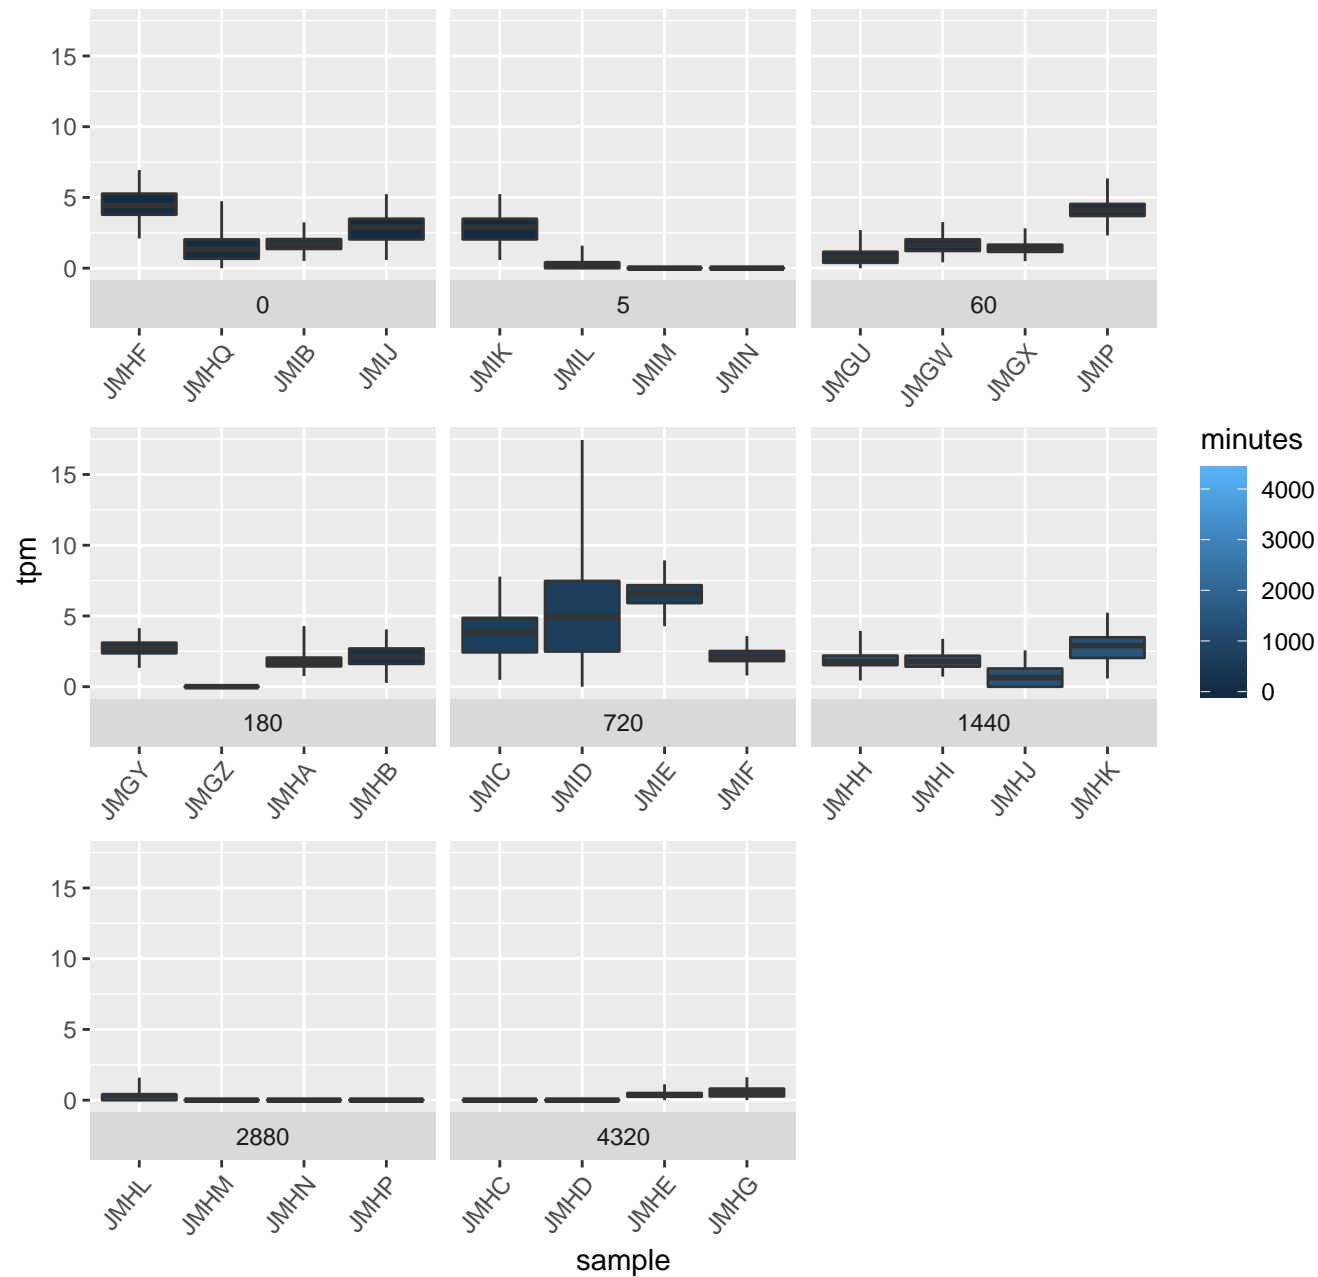 15
10
5
0
0
5
60
JMHF
JMHQ
JMIB
JMIJ
JMIK
JMIL
JMIM
JMIN
JMGU
JMGW
JMGX
JMIP
tpm
15
10
5
0
180
720
1440
JMGY
JMGZ
JMHA
JMHB
JMIC
JMID
JMIE
JMIF
JMHH
JMHI
JMHJ
JMHK
minutes
4000
3000
2000
1000
0
15
10
5
0
2880
4320
JMHL
JMHM
JMHN
JMHP
JMHC
JMHD
JMHE
JMHG
sample